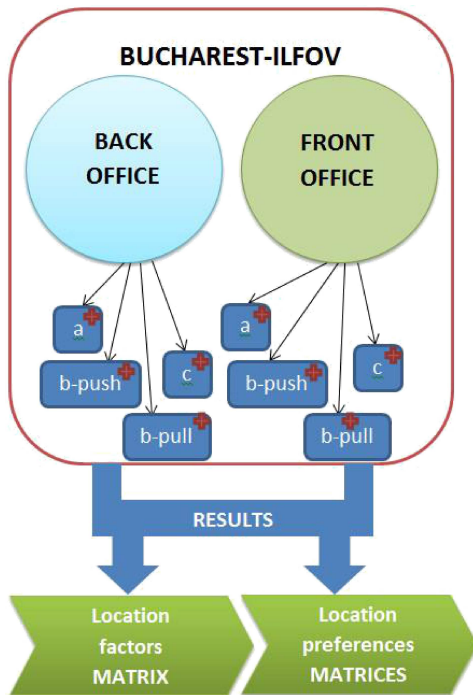 BUCHAREST-ILFOV
BACK
OFFICE
FRONT
OFFICE
a
b-push
c
b-pull
a
b-push
c
b-pull
RESULTS
Location
factors
MATRIX
Location
preferences
MATRICES